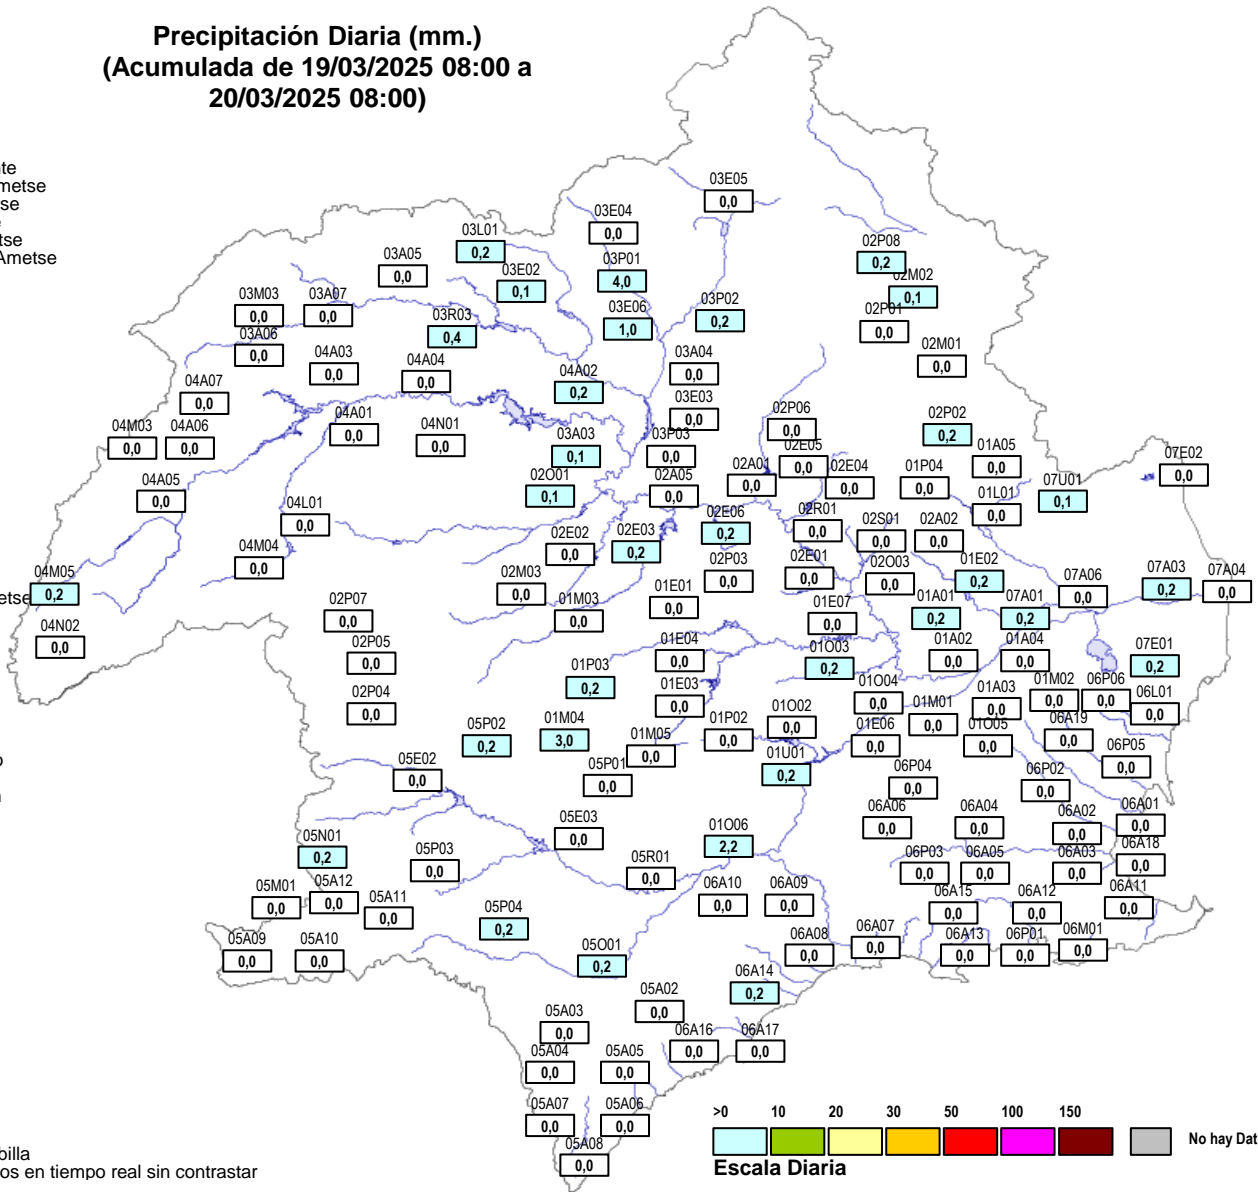 Precipitación Diaria (mm.)
(Acumulada de 19/03/2025 08:00 a
20/03/2025 08:00)
03E05
0,0
03E04
0,0
03L01
0,2
03A05
0,0
03P01
4,0
03E02
0,1
02P08
0,2
02M02
0,1
03M03
0,0
03A07
0,0
03R03
0,4
03E06
1,0
03P02
0,2
02P01
0,0
03A06
0,0
04A03
0,0
04A04
0,0
03A04
0,0
02M01
0,0
04A07
0,0
04A02
0,2
03E03
0,0
04M03
0,0
04A06
0,0
04A01
0,0
04N01
0,0
03A03
0,1
03P03
0,0
02P06
0,0
02P02
0,2
02E05
0,0
01A05
0,0
07E02
0,0
04A05
0,0
02O01
0,1
02A05
0,0
02A01
0,0
02E04
0,0
01P04
0,0
07U01
0,1
01L01
0,0
04L01
0,0
02E06
0,2
02R01
0,0
02S01
0,0
02A02
0,0
02E02
0,0
02E03
0,2
04M04
0,0
02P03
0,0
02E01
0,0
02O03
0,0
01E02
0,2
04M05
0,2
02M03
0,0
07A06
0,0
07A03
0,2
07A04
0,0
etse
01E01
0,0
01M03
0,0
02P07
0,0
01E07
0,0
01A01
0,2
07A01
0,2
04N02
0,0
02P05
0,0
01E04
0,0
01O03
0,2
01A02
0,0
01A04
0,0
07E01
0,2
01P03
0,2
01E03
0,0
02P04
0,0
01O04
0,0
01A03
0,0
01M02
0,0
06P06
0,0
06L01
0,0
05P02
0,2
01M04
3,0
01P02
0,0
01O02
0,0
01M01
0,0
01E06
0,0
01O05
0,0
06A19
0,0
01M05
0,0
01U01
0,2
06P05
0,0
05E02
0,0
05P01
0,0
06P04
0,0
06P02
0,0
05E03
0,0
06A06
0,0
06A04
0,0
06A02
0,0
06A01
0,0
05N01
0,2
01O06
2,2
05P03
0,0
05R01
0,0
06P03
0,0
06A05
0,0
06A03
0,0
06A18
0,0
05M01
0,0
05A12
0,0
05A11
0,0
06A10
0,0
06A09
0,0
06A15
0,0
06A12
0,0
06A11
0,0
05P04
0,2
05A09
0,0
05A10
0,0
05O01
0,2
06A08
0,0
06A07
0,0
06A13
0,0
06P01
0,0
06M01
0,0
06A14
0,2
05A02
0,0
05A03
0,0
06A16
0,0
06A17
0,0
05A04
0,0
05A05
0,0
05A07
0,0
05A06
0,0
05A08
0,0
>0 10 20 30 50 100 150
No hay Dat
Escala Diaria
billa
os en tiempo real sin contrastar